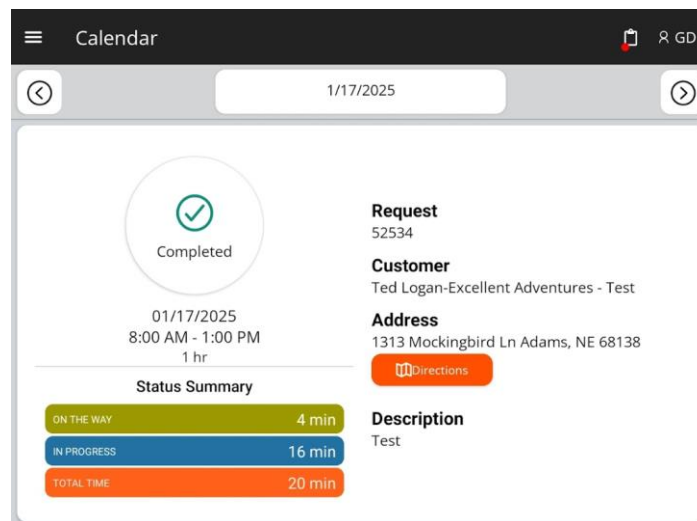 Calendar
GD
1/17/2025
Completed
01/17/2025
8:00 AM - 1:00 PM
1 hr
Status Summary
ON THE WAY 4 min
IN PROGRESS 16 min
TOTAL TIME 20 min
Request
52534
Customer
Ted Logan-Excellent Adventures - Test
Address
1313 Mockingbird Ln Adams, NE 68138
Directions
Description
Test